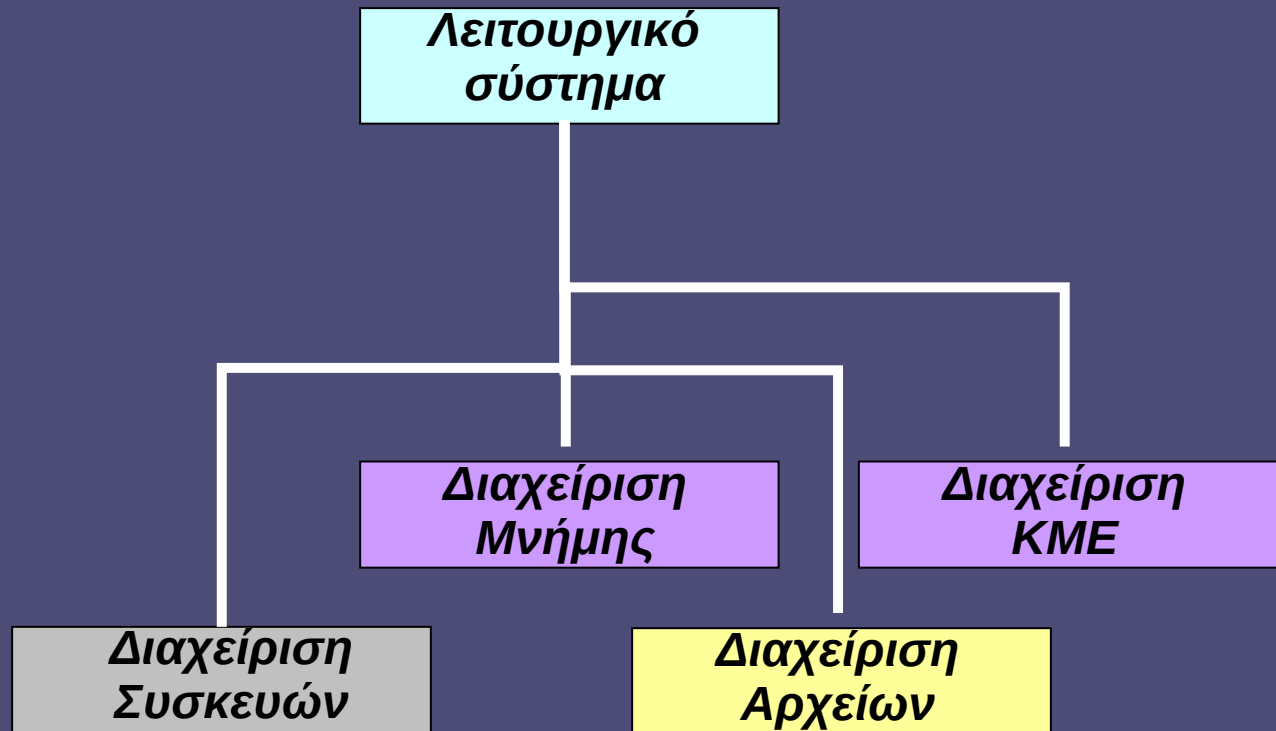 Λειτουργικό
σύστημα
Διαχείριση
Μνήμης
Διαχείριση
ΚΜΕ
Διαχείριση
Συσκευών
Διαχείριση
Αρχείων